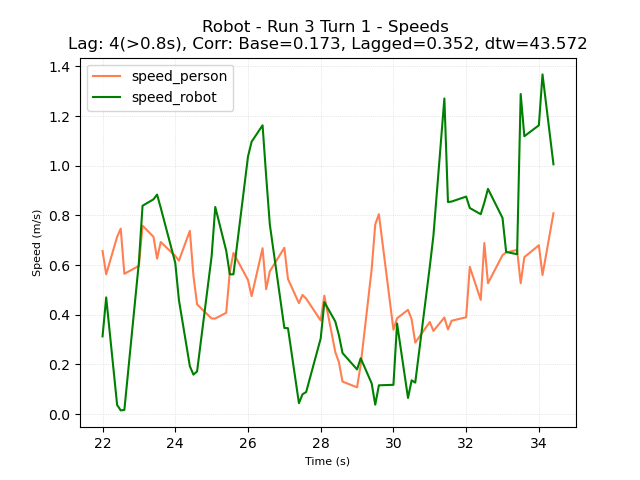 Robot - Run 3 Turn 1 - Speeds
Lag: 4(>0.8s), Corr: Base=0.173, Lagged=0.352, dtw=43.572
speed_person
speed_robot
1.4
1.2
1.0
0.8
0.6
0.4
0.2
0.0
Speed (m/s)
22 24 26 28 30 32 34
Time (s)